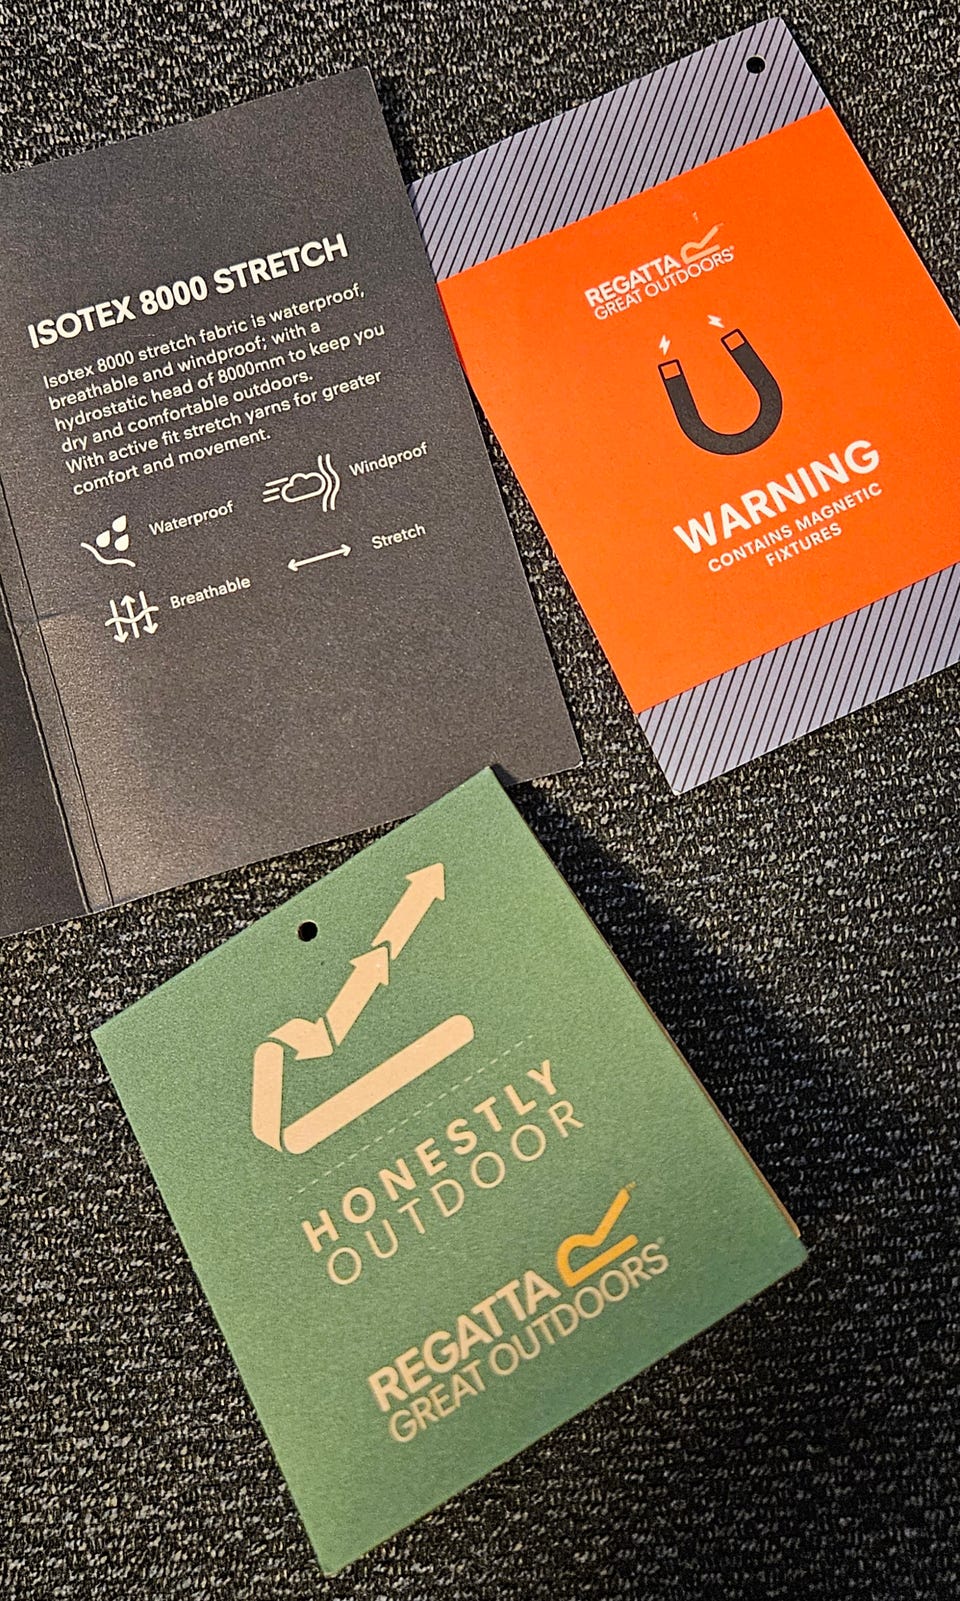 ISOTEX 8000 STRETCH
Isotex 8000 stretch fabric is waterproof,
breathable and windproof; with a
hydrostatic head of 8000mm to keep you
dry and comfortable outdoors.
With active fit stretch yarns for greater
comfort and movement.
Waterproof
Windproof
Breathable
Stretch
REGATTA
GREAT OUTDOORS®
WARNING
CONTAINS MAGNETIC
FIXTURES
HONESTLY
OUTDOOR
REGATTA
GREAT OUTDOORS®